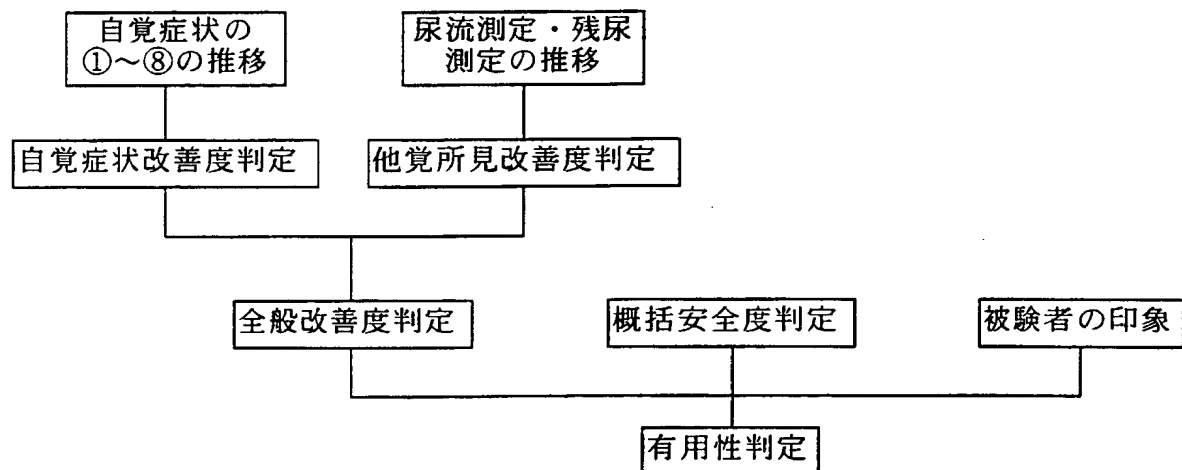 自覚症状の
①～⑧の推移
尿流測定・残尿
測定の推移
自覚症状改善度判定
他覚所見改善度判定
全般改善度判定
概括安全度判定
被験者の印象
有用性判定